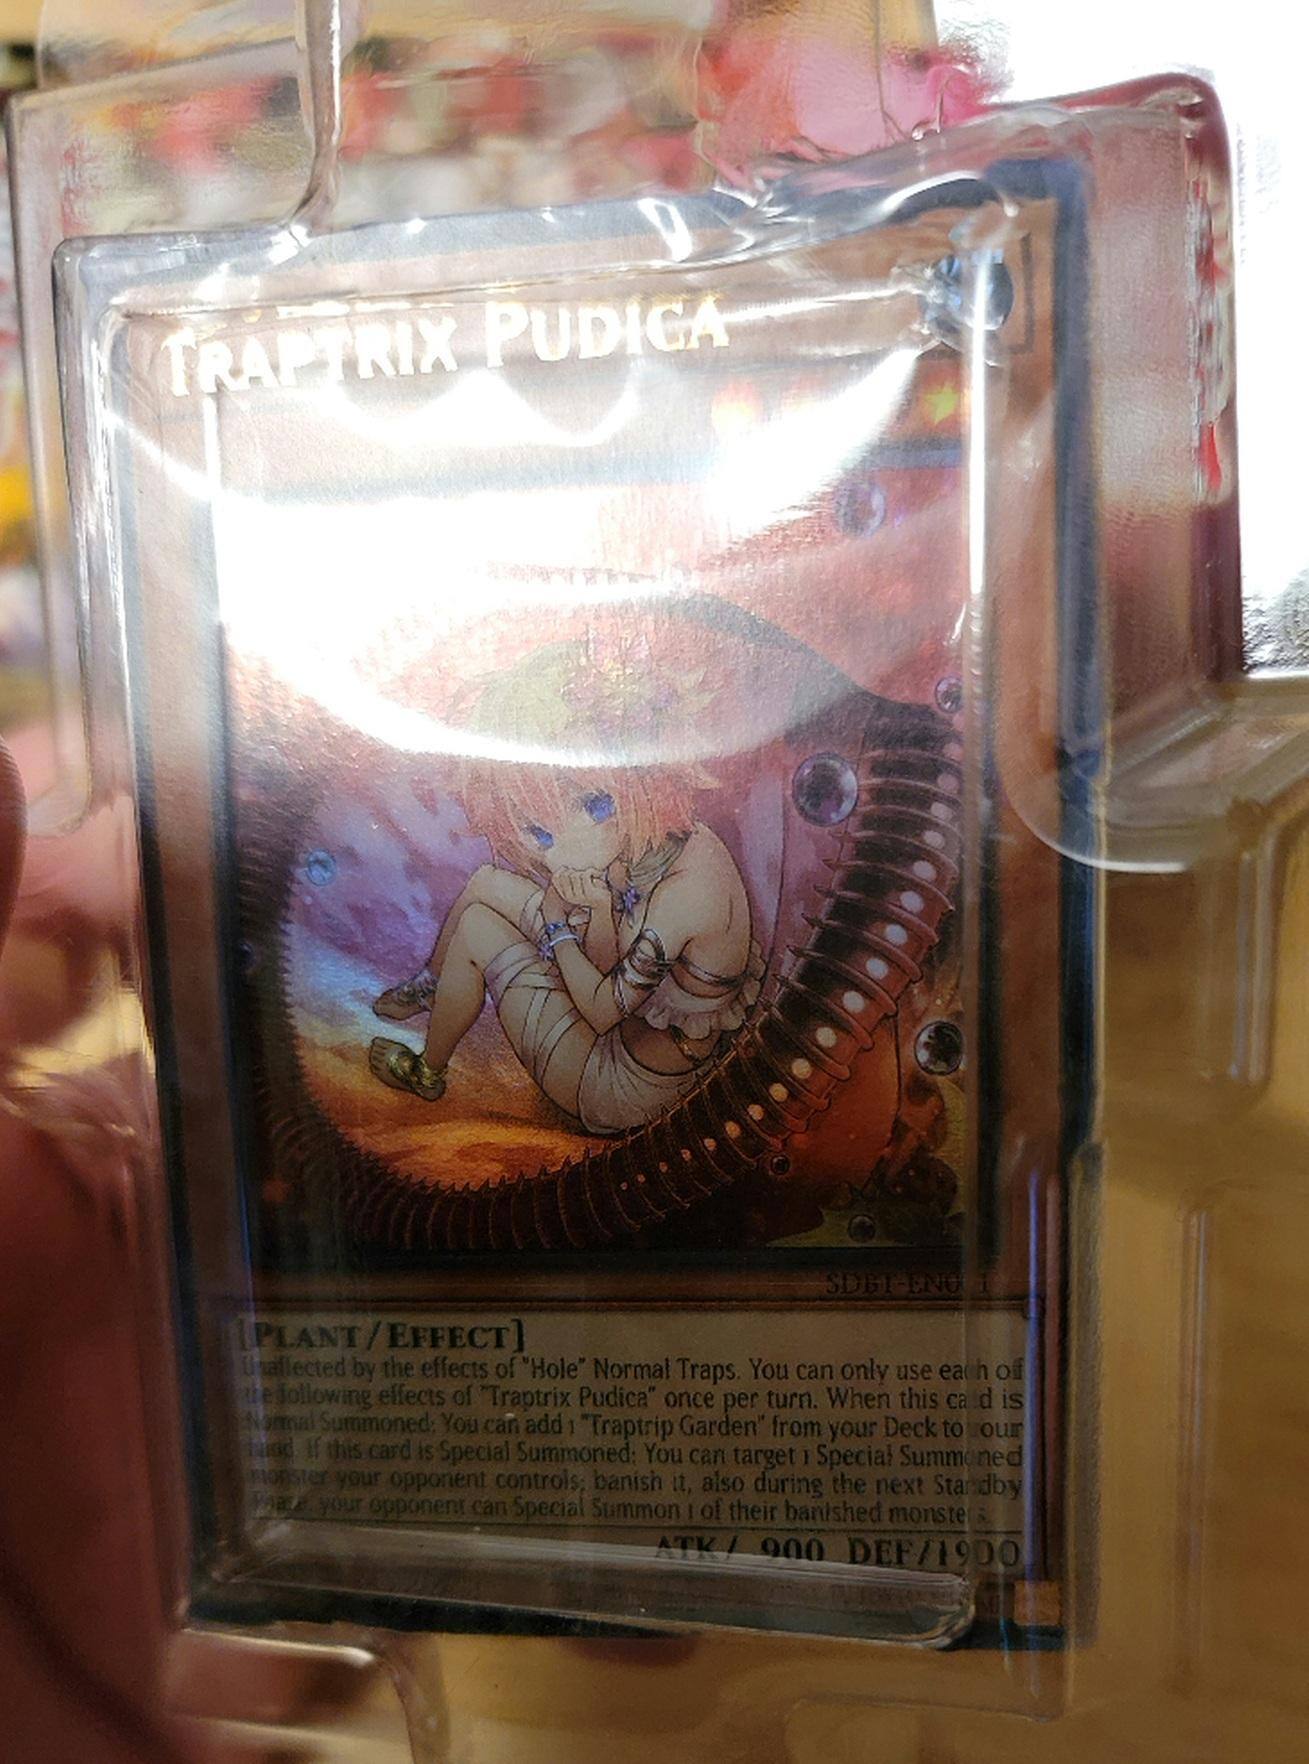 TRAPTRIX PUDICA
SDBT-EN0 1
[PLANT/EFFECT]
Unaffected by the effects of "Hole" Normal Traps. You can only use each of
the following effects of "Traptrix Pudica" once per turn. When this card is
Normal Summoned: You can add 1 "Traptrip Garden" from your Deck to your
hand. If this card is Special Summoned: You can target 1 Special Summoned
monster your opponent controls; banish it, also during the next Standby
Phase, your opponent can Special Summon 1 of their banished monsters.
ATK/ 900 DEF/1900